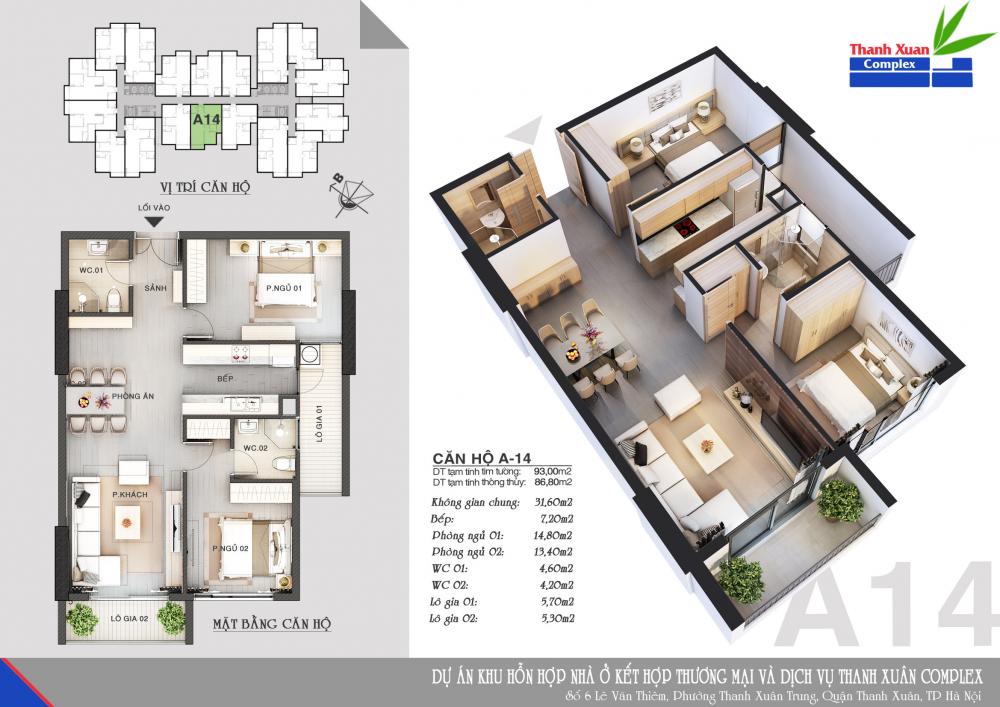 A14
VỊ TRÍ CĂN HỘ
B
LỐI VÀO
WC.01
SẢNH
P.NGỦ 01
BẾP
PHÒNG ĂN
LÔ GIA 01
WC.02
P.KHÁCH
P.NGỦ 02
LÔ GIA 02
MẶT BẰNG CĂN HỘ
Thanh Xuan
Complex
CĂN HỘ A-14
DT tạm tính tim tường: 93,00m2
DT tạm tính thông thủy: 86,80m2
Không gian chung: 31,60m2
Bếp: 7,20m2
Phòng ngủ 01: 14,80m2
Phòng ngủ 02: 13,40m2
WC 01: 4,60m2
WC 02: 4,20m2
Lô gia 01: 5,70m2
Lô gia 02: 5,30m2
A14
DỰ ÁN KHU HỖN HỢP NHÀ Ở KẾT HỢP THƯƠNG MẠI VÀ DỊCH VỤ THANH XUÂN COMPLEX
Số 6 Lê Văn Thiêm, Phường Thanh Xuân Trung, Quận Thanh Xuân, TP Hà Nội